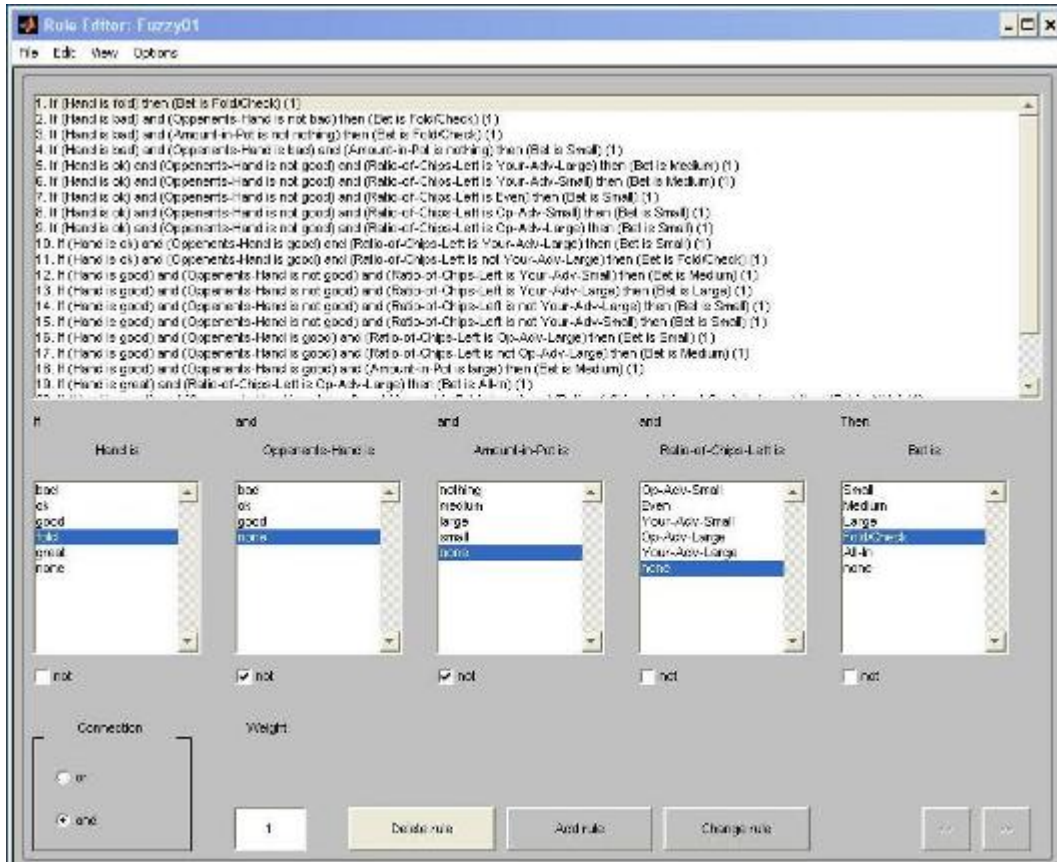 Rule Editor: Fuzzy01
File Edit View Options
1. If (Hand is fold) then (Bet is Fold/Check) (1)
2. If (Hand is bad) and (Oppenents-Hand is not bad) then (Bet is Fold/Check) (1)
3. If (Hand is bad) and (Amount-in-Pot is not nothing) then (Bet is Fold/Check) (1)
4. If (Hand is bad) and (Oppenents-Hand is bad) and (Amount-in-Pot is nothing) then (Bet is Small) (1)
5. If (Hand is ok) and (Oppenents-Hand is not good) and (Ratio-of-Chips-Left is Your-Adv-Large) then (Bet is Medium) (1)
6. If (Hand is ok) and (Oppenents-Hand is not good) and (Ratio-of-Chips-Left is Your-Adv-Small) then (Bet is Medium) (1)
7. If (Hand is ok) and (Oppenents-Hand is not good) and (Ratio-of-Chips-Left is Even) then (Bet is Small) (1)
8. If (Hand is ok) and (Oppenents-Hand is not good) and (Ratio-of-Chips-Left is Op-Adv-Small) then (Bet is Small) (1)
9. If (Hand is ok) and (Oppenents-Hand is not good) and (Ratio-of-Chips-Left is Op-Adv-Large) then (Bet is Small) (1)
10. If (Hand is ok) and (Oppenents-Hand is good) and (Ratio-of-Chips-Left is Your-Adv-Large) then (Bet is Small) (1)
11. If (Hand is ok) and (Oppenents-Hand is good) and (Ratio-of-Chips-Left is not Your-Adv-Large) then (Bet is Fold/Check) (1)
12. If (Hand is good) and (Oppenents-Hand is not good) and (Ratio-of-Chips-Left is Your-Adv-Small) then (Bet is Medium) (1)
13. If (Hand is good) and (Oppenents-Hand is not good) and (Ratio-of-Chips-Left is Your-Adv-Large) then (Bet is Large) (1)
14. If (Hand is good) and (Oppenents-Hand is not good) and (Ratio-of-Chips-Left is not Your-Adv-Large) then (Bet is Small) (1)
15. If (Hand is good) and (Oppenents-Hand is not good) and (Ratio-of-Chips-Left is not Your-Adv-Small) then (Bet is Small) (1)
16. If (Hand is good) and (Oppenents-Hand is good) and (Ratio-of-Chips-Left is Op-Adv-Large) then (Bet is Small) (1)
17. If (Hand is good) and (Oppenents-Hand is good) and (Ratio-of-Chips-Left is not Op-Adv-Large) then (Bet is Medium) (1)
18. If (Hand is good) and (Oppenents-Hand is good) and (Amount-in-Pot is large) then (Bet is Medium) (1)
19. If (Hand is great) and (Ratio-of-Chips-Left is Op-Adv-Large) then (Bet is All-In) (1)
If and and and Then
Hand is Oppenents-Hand is Amount-in-Pot is Ratio-of-Chips-Left is Bet is
bad
ok
good
fold
great
none
bad
ok
good
none
nothing
medium
large
small
none
Op-Adv-Small
Even
Your-Adv-Small
Op-Adv-Large
Your-Adv-Large
none
Small
Medium
Large
Fold/Check
All-In
none
not not not not not
Connection
or
and
Weight:
1
Delete rule Add rule Change rule